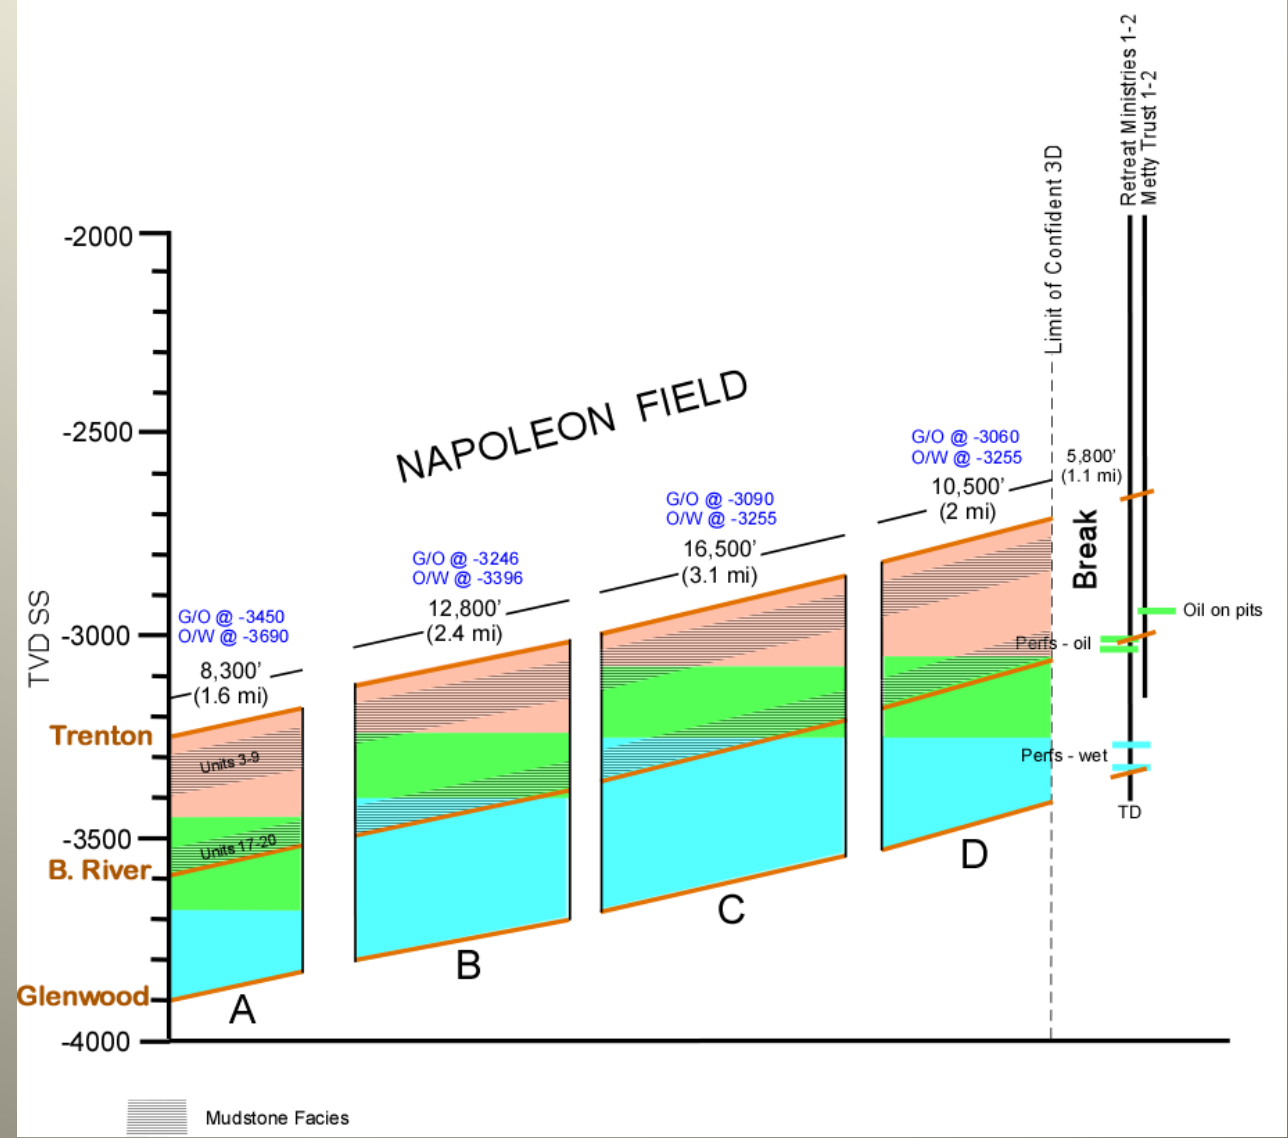 Retreat Ministries 1-2
Metty Trust 1-2
Limit of Confident 3D
-2000
NAPOLEON FIELD
-2500
G/O @ -3060
O/W @ -3255
10,500’
(2 mi)
5,800’
(1.1 mi)
G/O @ -3090
O/W @ -3255
16,500’
(3.1 mi)
Break
G/O @ -3246
O/W @ -3396
12,800’
(2.4 mi)
TVD SS
G/O @ -3450
O/W @ -3690
-3000
8,300’
(1.6 mi)
Oil on pits
Perfs - oil
Trenton
Units 3-9
Perfs - wet
TD
-3500
Units 17-20
B. River
D
C
B
Glenwood
A
-4000
Mudstone Facies